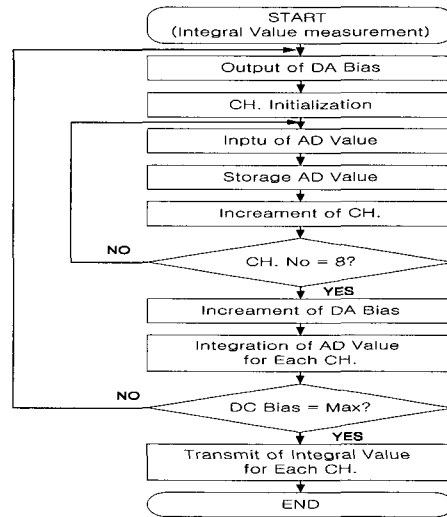 START
(Integral Value measurement)
Output of DA Bias
CH. Initialization
Inptu of AD Value
Storage AD Value
Increament of CH.
NO
CH. No = 8?
YES
Increament of DA Bias
Integration of AD Value
for Each CH.
NO
DC Bias = Max?
YES
Transmit of Integral Value
for Each CH.
END